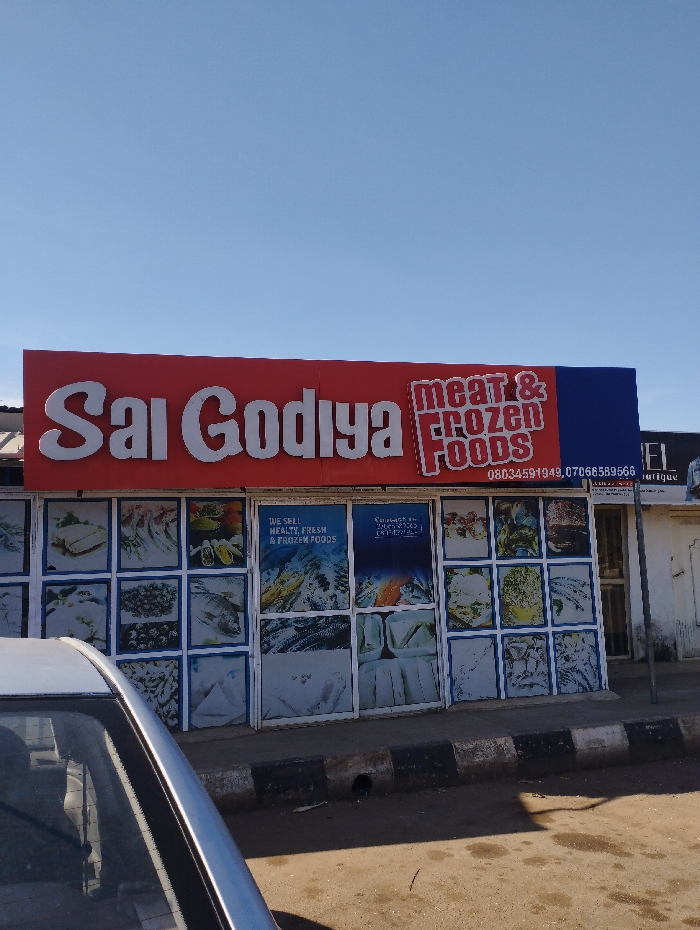 Sai Godiya
meat &
Frozen
Foods
08034591949, 07066589566
WE SELL
HEALTY, FRESH
& FROZEN FOODS